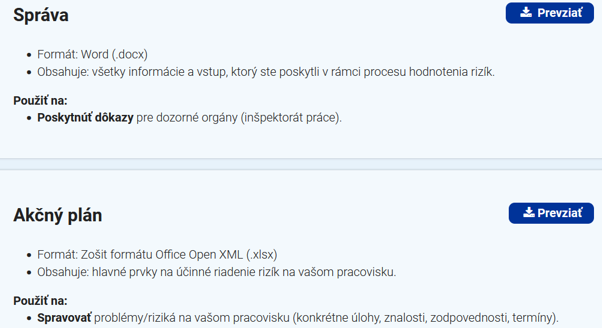 Správa
Prevziať
Formát: Word (.docx)
Obsahuje: všetky informácie a vstup, ktorý ste poskytli v rámci procesu hodnotenia rizík.
Použiť na:
Poskytnúť dôkazy pre dozorné orgány (inšpektorát práce).
Akčný plán
Prevziať
Formát: Zošit formátu Office Open XML (.xlsx)
Obsahuje: hlavné prvky na účinné riadenie rizík na vašom pracovisku.
Použiť na:
Spravovať problémy/riziká na vašom pracovisku (konkrétne úlohy, znalosti, zodpovednosti, termíny).